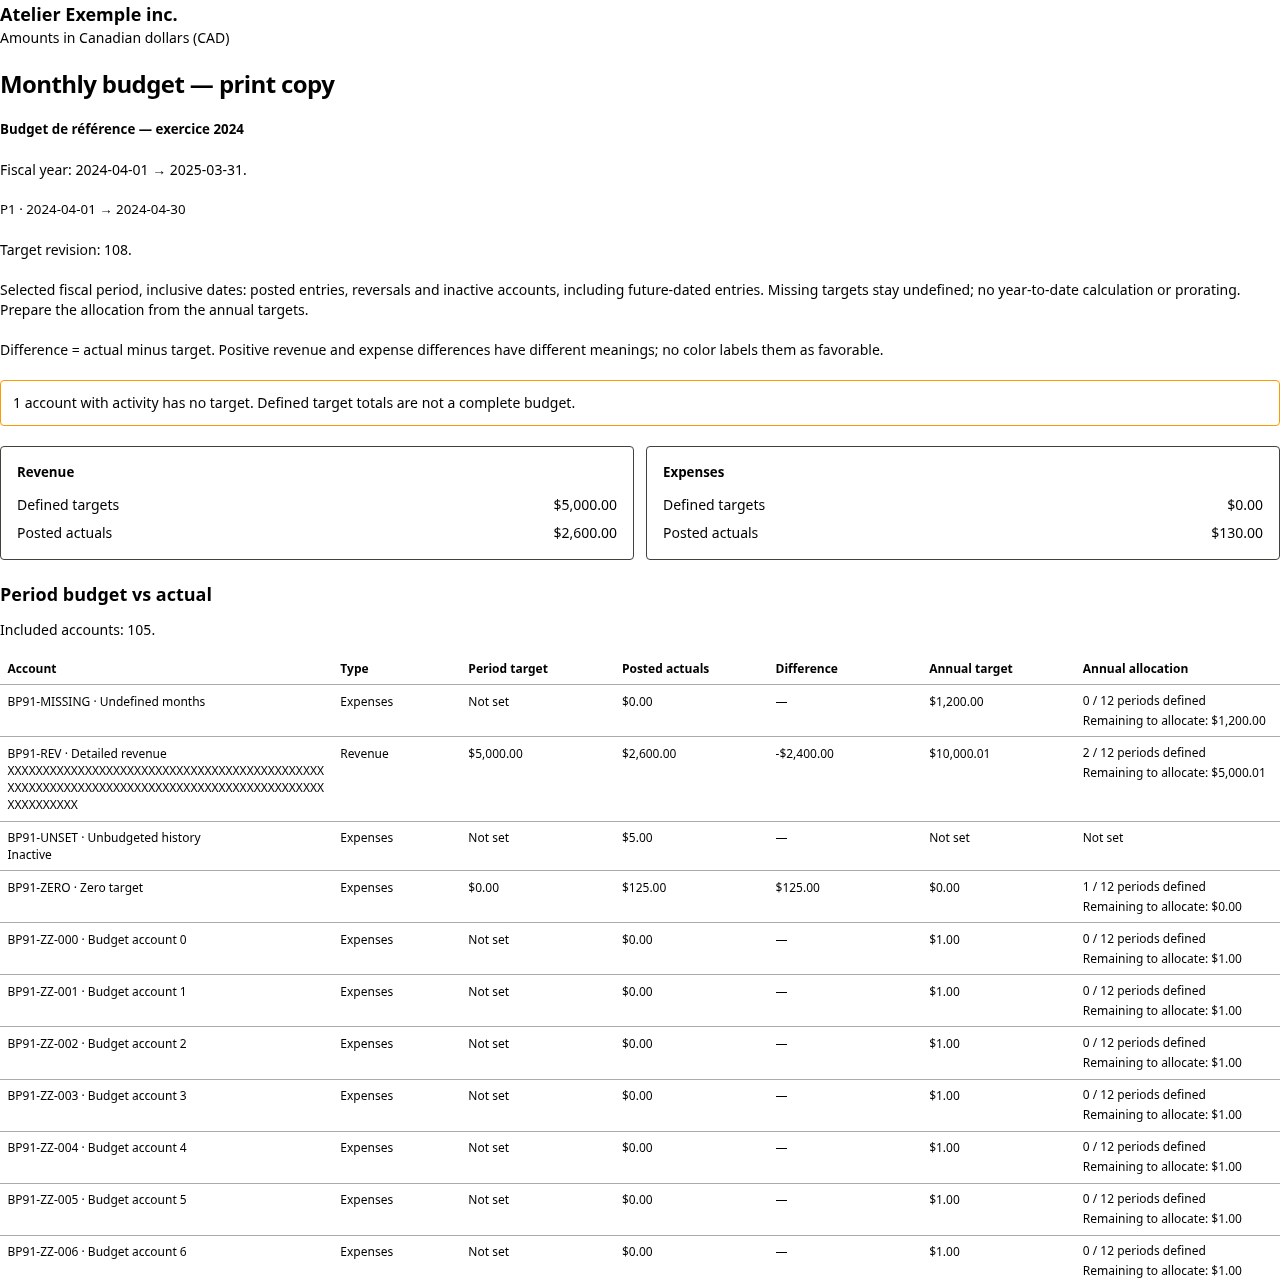 Atelier Exemple inc.
Amounts in Canadian dollars (CAD)
Monthly budget — print copy
Budget de référence — exercice 2024
Fiscal year: 2024-04-01 → 2025-03-31.
P1 · 2024-04-01 → 2024-04-30
Target revision: 108.
Selected fiscal period, inclusive dates: posted entries, reversals and inactive accounts, including future-dated entries. Missing targets stay undefined; no year-to-date calculation or prorating.
Prepare the allocation from the annual targets.
Difference = actual minus target. Positive revenue and expense differences have different meanings; no color labels them as favorable.
1 account with activity has no target. Defined target totals are not a complete budget.
Revenue
Defined targets $5,000.00
Posted actuals $2,600.00
Expenses
Defined targets $0.00
Posted actuals $130.00
Period budget vs actual
Included accounts: 105.
Account Type Period target Posted actuals Difference Annual target Annual allocation
BP91-MISSING · Undefined months Expenses Not set $0.00 — $1,200.00 0 / 12 periods defined
Remaining to allocate: $1,200.00
BP91-REV · Detailed revenue Revenue $5,000.00 $2,600.00 -$2,400.00 $10,000.01 2 / 12 periods defined
XXXXXXXXXXXXXXXXXXXXXXXXXXXXXXXXXXXXXXXXXXXXX Remaining to allocate: $5,000.01
XXXXXXXXXXXXXXXXXXXXXXXXXXXXXXXXXXXXXXXXXXXXX
XXXXXXXXXX
BP91-UNSET · Unbudgeted history Expenses Not set $5.00 — Not set Not set
Inactive
BP91-ZERO · Zero target Expenses $0.00 $125.00 $125.00 $0.00 1 / 12 periods defined
Remaining to allocate: $0.00
BP91-ZZ-000 · Budget account 0 Expenses Not set $0.00 — $1.00 0 / 12 periods defined
Remaining to allocate: $1.00
BP91-ZZ-001 · Budget account 1 Expenses Not set $0.00 — $1.00 0 / 12 periods defined
Remaining to allocate: $1.00
BP91-ZZ-002 · Budget account 2 Expenses Not set $0.00 — $1.00 0 / 12 periods defined
Remaining to allocate: $1.00
BP91-ZZ-003 · Budget account 3 Expenses Not set $0.00 — $1.00 0 / 12 periods defined
Remaining to allocate: $1.00
BP91-ZZ-004 · Budget account 4 Expenses Not set $0.00 — $1.00 0 / 12 periods defined
Remaining to allocate: $1.00
BP91-ZZ-005 · Budget account 5 Expenses Not set $0.00 — $1.00 0 / 12 periods defined
Remaining to allocate: $1.00
BP91-ZZ-006 · Budget account 6 Expenses Not set $0.00 — $1.00 0 / 12 periods defined
Remaining to allocate: $1.00